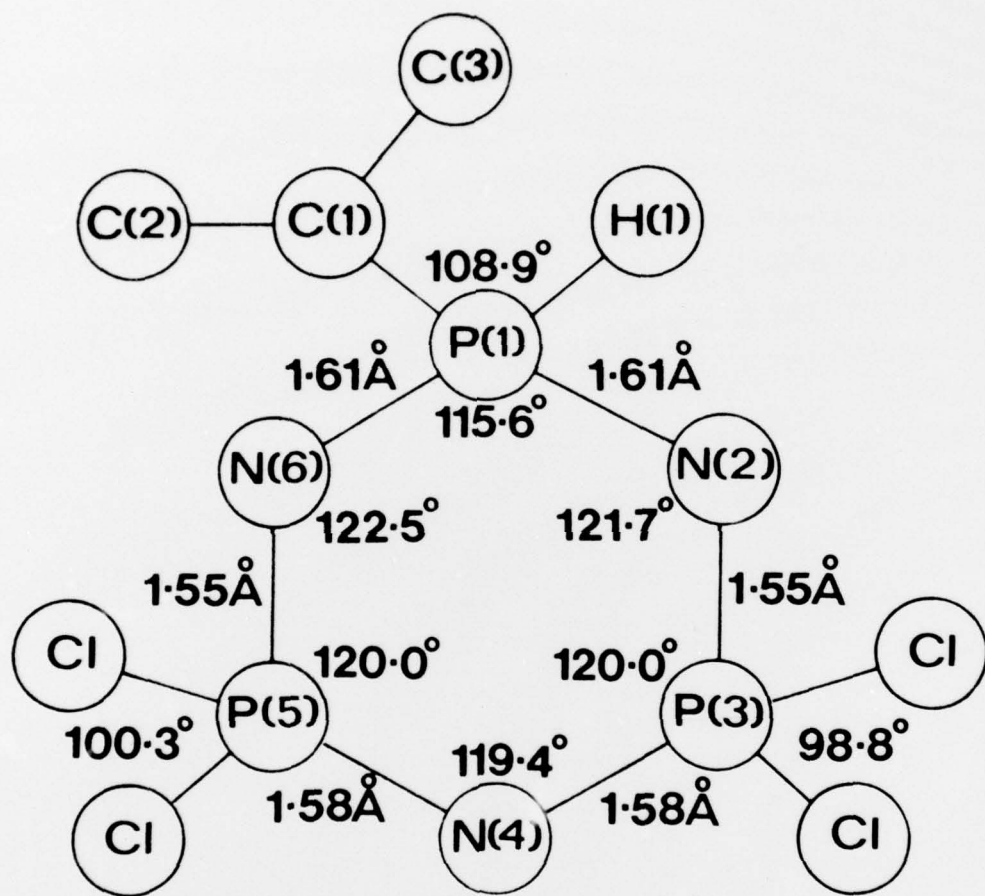 C(3)
C(2) C(1) H(1)
108·9°
P(1)
1·61Å 1·61Å
115·6°
N(6) N(2)
122·5° 121·7°
1·55Å 1·55Å
Cl Cl
120·0° 120·0°
P(5) P(3)
100·3° 119·4° 98·8°
1·58Å 1·58Å
Cl N(4) Cl